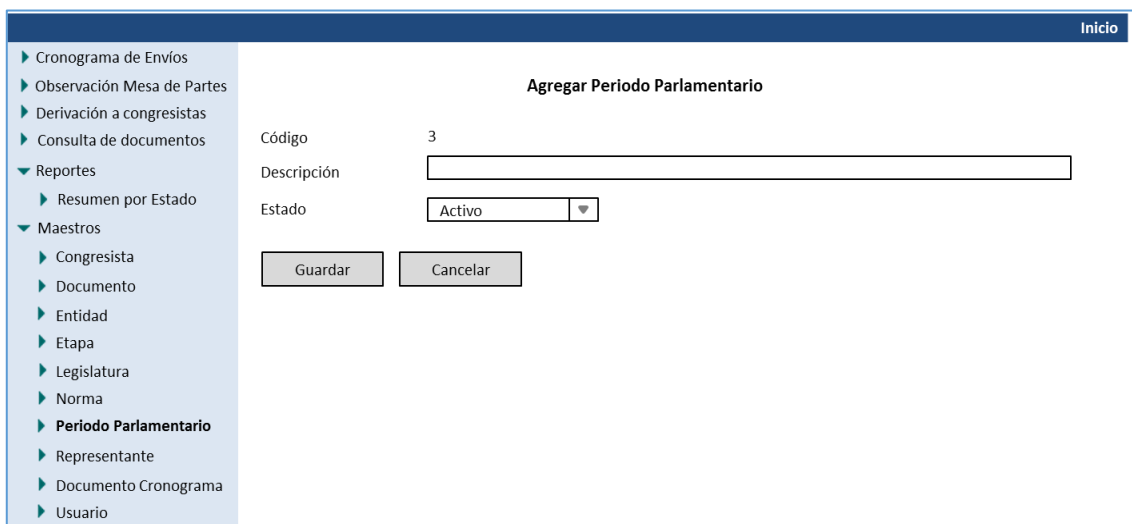 Inicio
Cronograma de Envíos
Observación Mesa de Partes
Derivación a congresistas
Consulta de documentos
Reportes
Resumen por Estado
Maestros
Congresista
Documento
Entidad
Etapa
Legislatura
Norma
Periodo Parlamentario
Representante
Documento Cronograma
Usuario
Agregar Periodo Parlamentario
Código 3
Descripción
Estado Activo
Guardar Cancelar